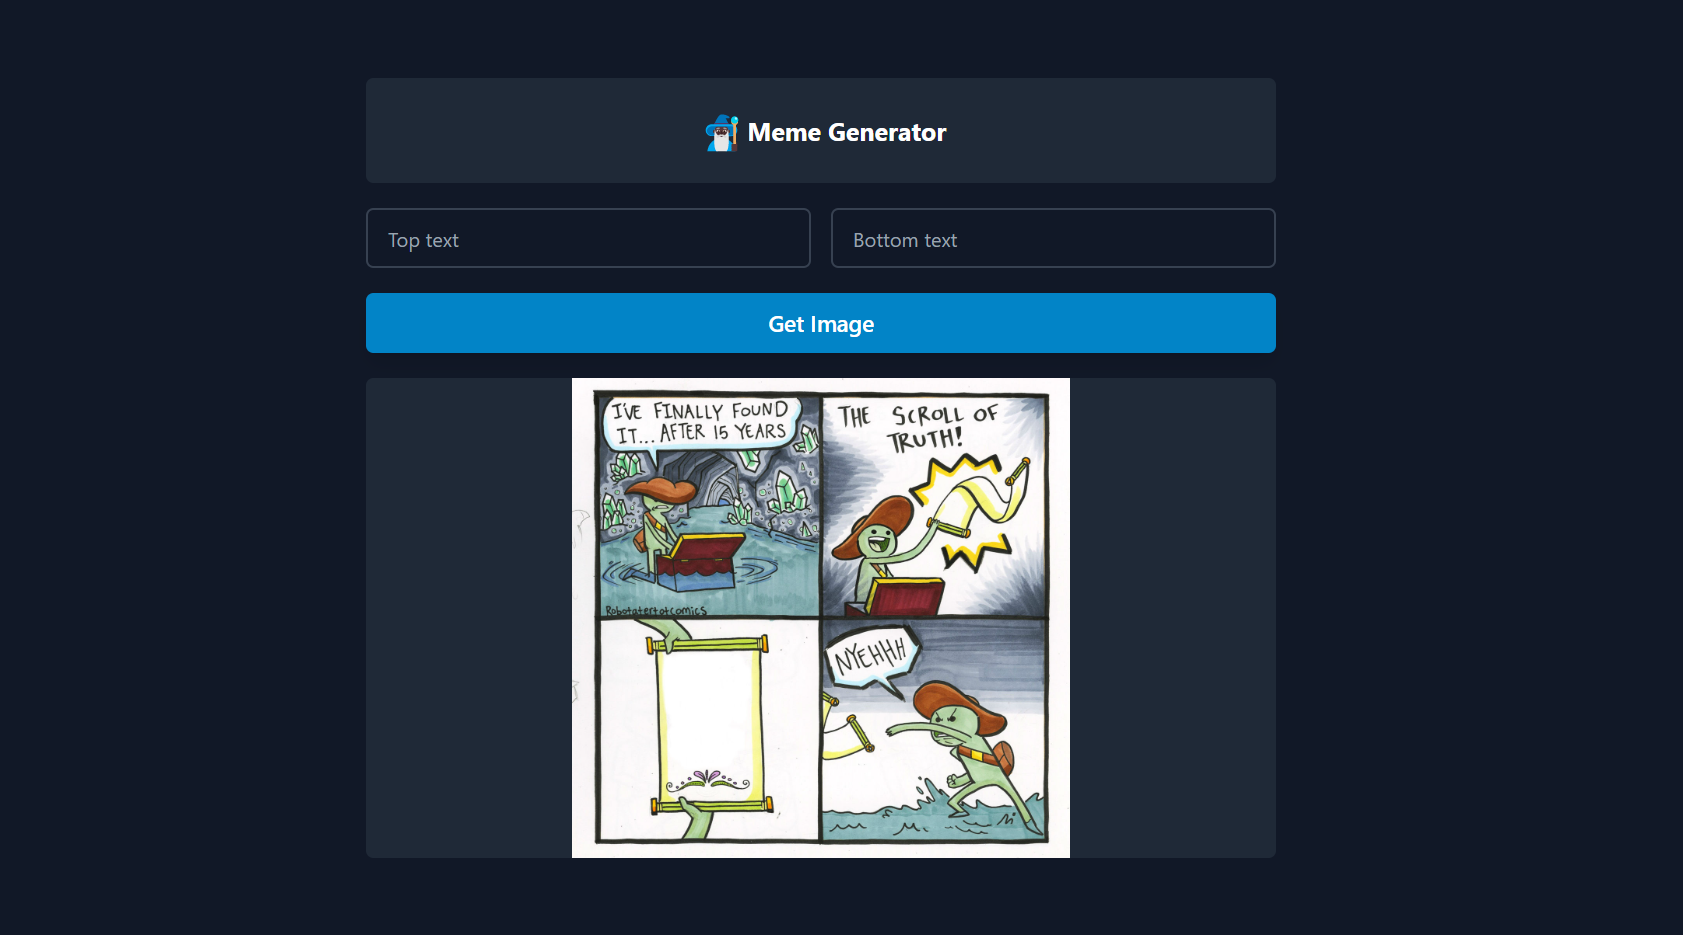 Meme Generator
Top text
Bottom text
Get Image
I'VE FINALLY FOUND
IT... AFTER 15 YEARS
THE SCROLL OF
TRUTH!
Robotatertotcomics
NYEHHH